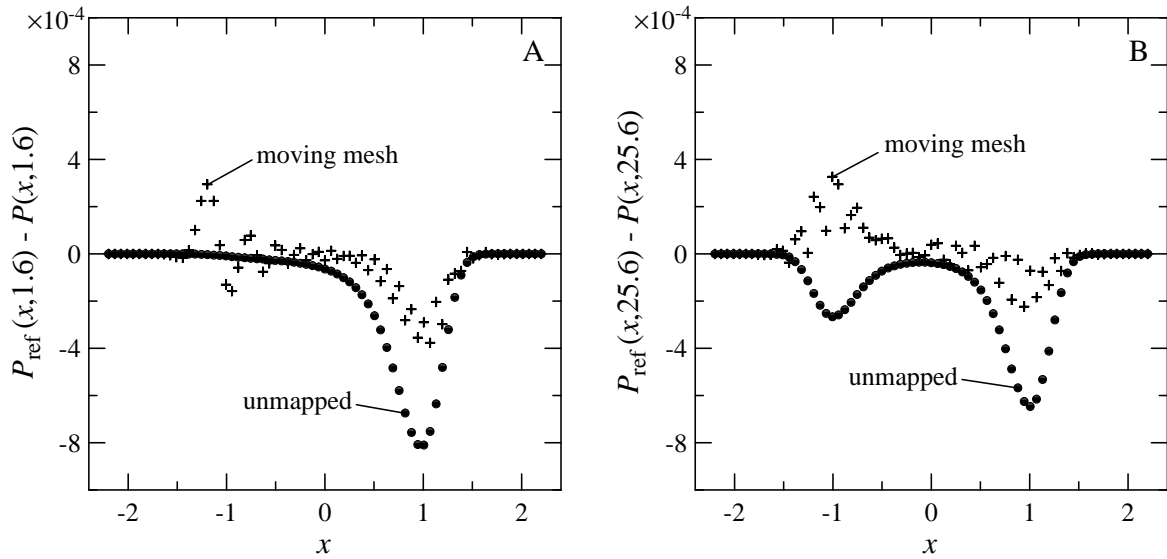 ×10⁻⁴
A
8
4
0
-4
-8
-2
-1
0
1
2
P_ref(x,1.6) - P(x,1.6)
x
moving mesh
unmapped
×10⁻⁴
B
8
4
0
-4
-8
-2
-1
0
1
2
P_ref(x,25.6) - P(x,25.6)
x
moving mesh
unmapped